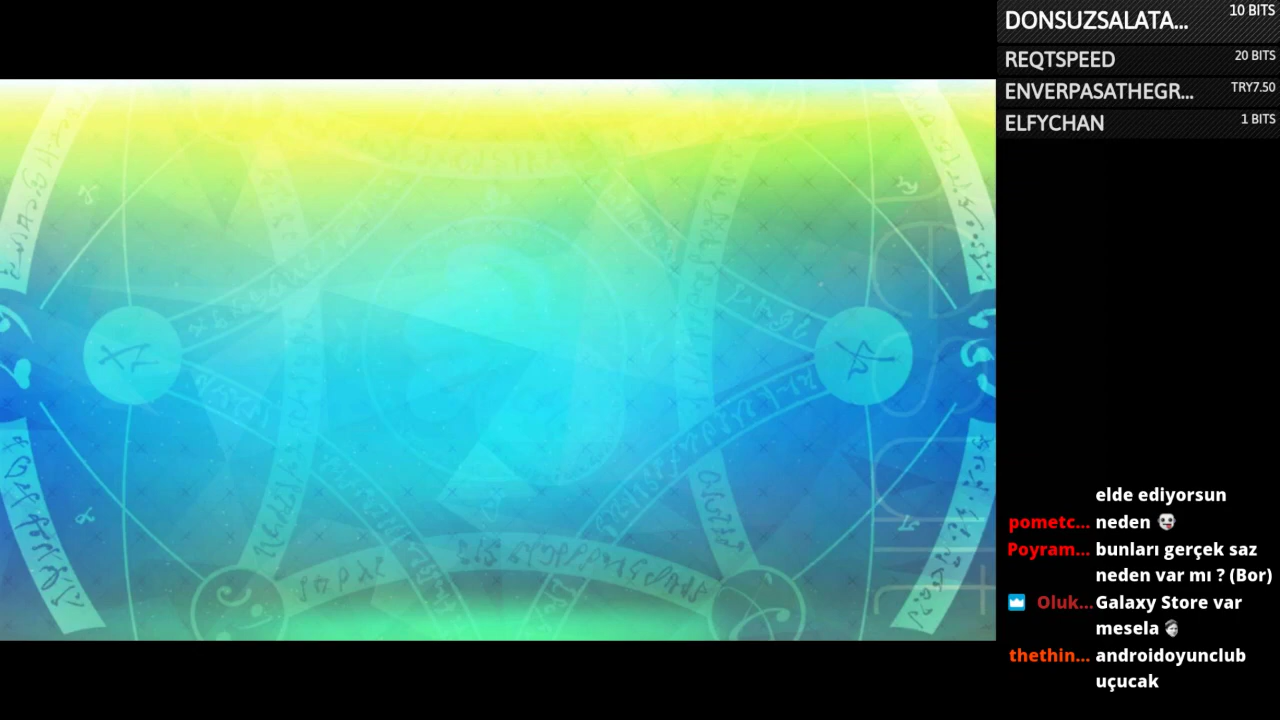 DONSUZSALATA... 10 BITS
REQTSPEED 20 BITS
ENVERPASATHEGR... TRY7.50
ELFYCHAN 1 BITS
elde ediyorsun
pometc... neden
Poyram... bunları gerçek saz
neden var mı ? (Bor)
Oluk... Galaxy Store var
mesela
thethin... androidoyunclub
uçucak